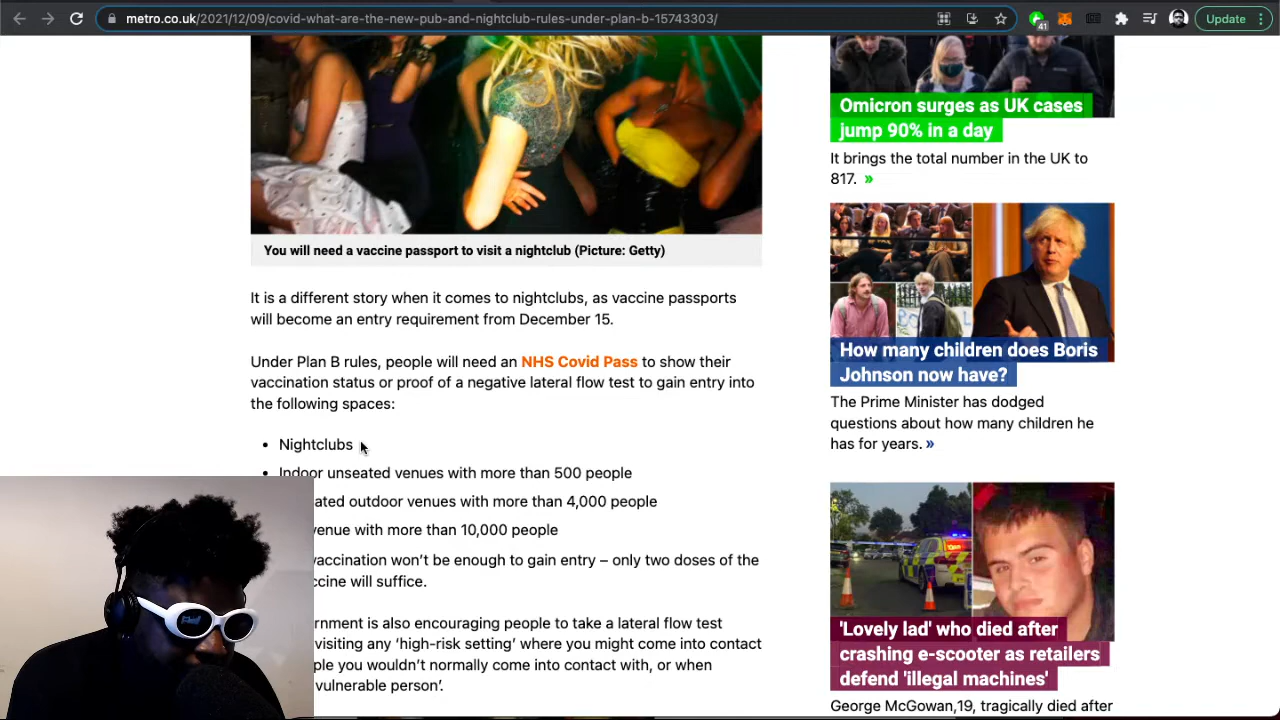 metro.co.uk/2021/12/09/covid-what-are-the-new-pub-and-nightclub-rules-under-plan-b-15743303/
41
Update
You will need a vaccine passport to visit a nightclub (Picture: Getty)
It is a different story when it comes to nightclubs, as vaccine passports
will become an entry requirement from December 15.
Under Plan B rules, people will need an NHS Covid Pass to show their
vaccination status or proof of a negative lateral flow test to gain entry into
the following spaces:
• Nightclubs
• Indoor unseated venues with more than 500 people
ated outdoor venues with more than 4,000 people
venue with more than 10,000 people
vaccination won't be enough to gain entry – only two doses of the
ccine will suffice.
rnment is also encouraging people to take a lateral flow test
visiting any 'high-risk setting' where you might come into contact
ple you wouldn't normally come into contact with, or when
vulnerable person'.
Omicron surges as UK cases
jump 90% in a day
It brings the total number in the UK to
817. »
How many children does Boris
Johnson now have?
The Prime Minister has dodged
questions about how many children he
has for years. »
'Lovely lad' who died after
crashing e-scooter as retailers
defend 'illegal machines'
George McGowan,19, tragically died after